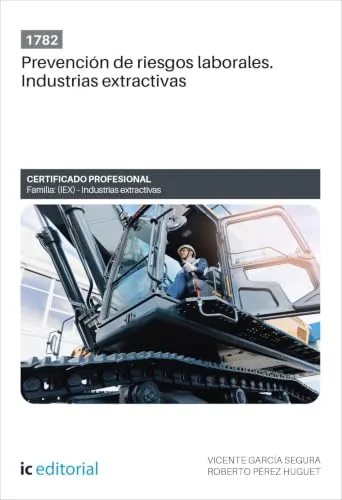 1782
Prevención de riesgos laborales.
Industrias extractivas
CERTIFICADO PROFESIONAL
Familia: (IEX) - Industrias extractivas
VICENTE GARCÍA SEGURA
ROBERTO PÉREZ HUGUET
ic editorial